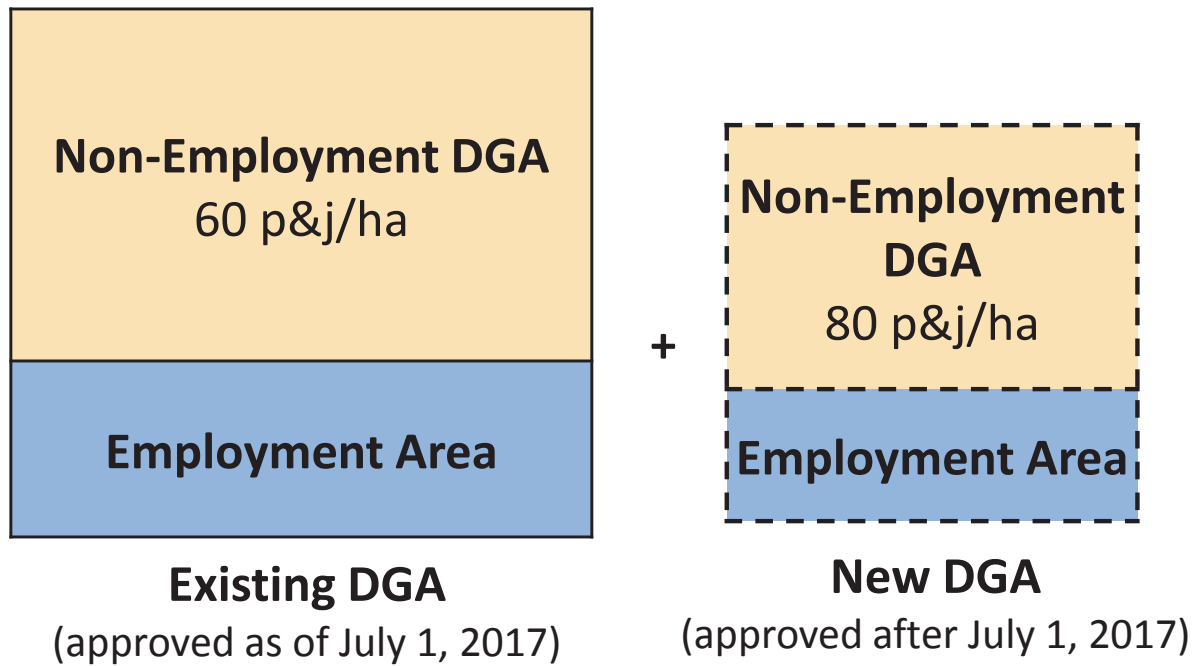 Non-Employment DGA
60 p&j/ha
Employment Area
Existing DGA
(approved as of July 1, 2017)
+
Non-Employment
DGA
80 p&j/ha
Employment Area
New DGA
(approved after July 1, 2017)